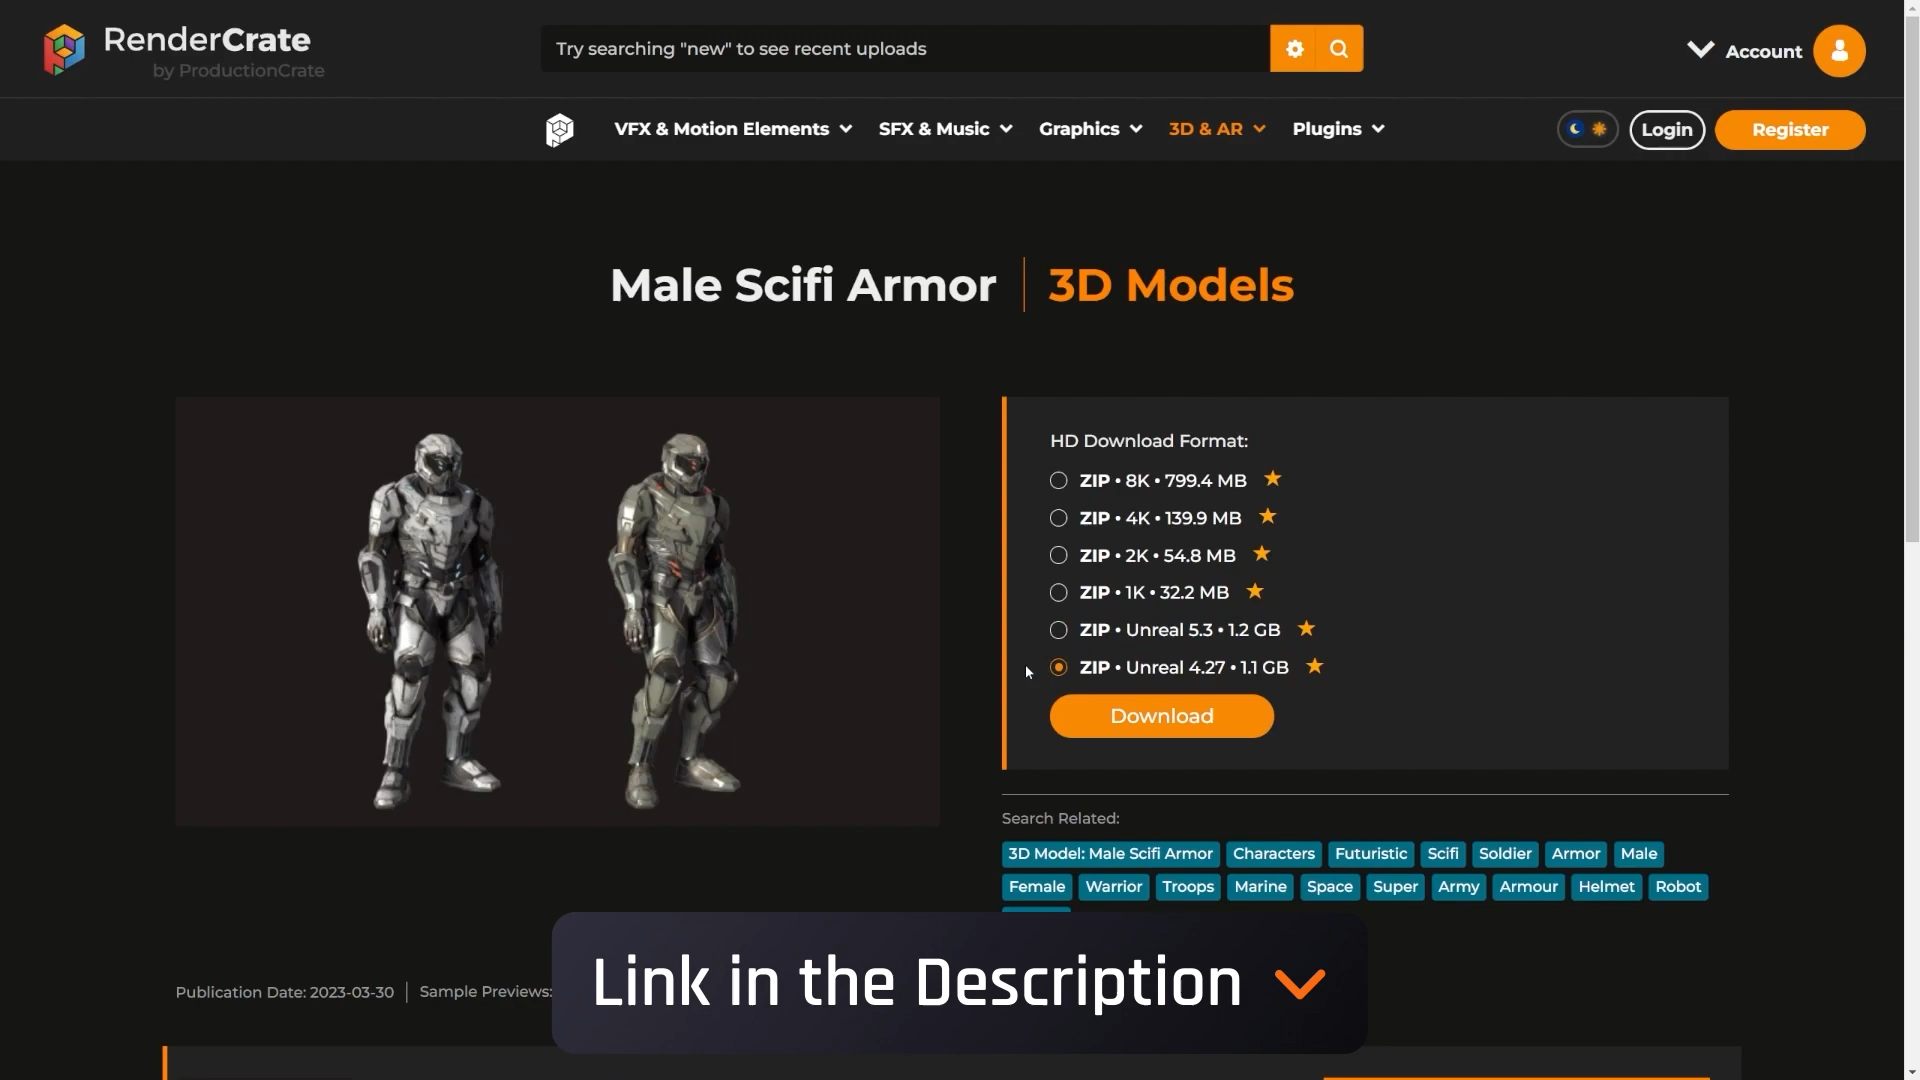 RenderCrate
by ProductionCrate
Try searching "new" to see recent uploads
Account
VFX & Motion Elements
SFX & Music
Graphics
3D & AR
Plugins
Login
Register
Male Scifi Armor
3D Models
HD Download Format:
ZIP • 8K • 799.4 MB
ZIP • 4K • 139.9 MB
ZIP • 2K • 54.8 MB
ZIP • 1K • 32.2 MB
ZIP • Unreal 5.3 • 1.2 GB
ZIP • Unreal 4.27 • 1.1 GB
Download
Search Related:
3D Model: Male Scifi Armor Characters Futuristic Scifi Soldier Armor Male
Female Warrior Troops Marine Space Super Army Armour Helmet Robot
Publication Date: 2023-03-30 | Sample Previews:
Link in the Description